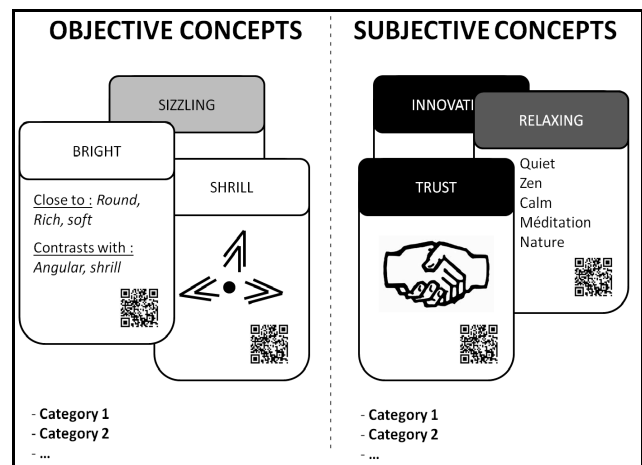 OBJECTIVE CONCEPTS
SIZZLING
BRIGHT
Close to : Round,
Rich, soft
Contrasts with :
Angular, shrill
SHRILL
- Category 1
- Category 2
- ...
SUBJECTIVE CONCEPTS
INNOVATI
RELAXING
Quiet
Zen
Calm
Méditation
Nature
TRUST
- Category 1
- Category 2
- ...